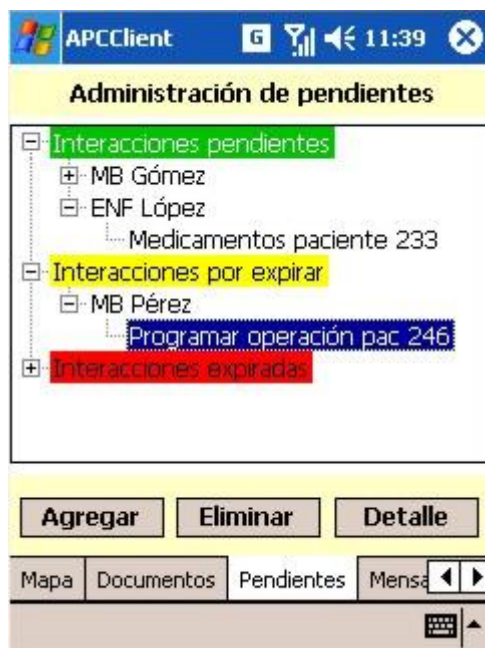 APCClient G 11:39
Administración de pendientes
Interacciones pendientes
MB Gómez
ENF López
Medicamentos paciente 233
Interacciones por expirar
MB Pérez
Programar operación pac 246
Interacciones expiradas
Agregar Eliminar Detalle
Mapa Documentos Pendientes Mensa